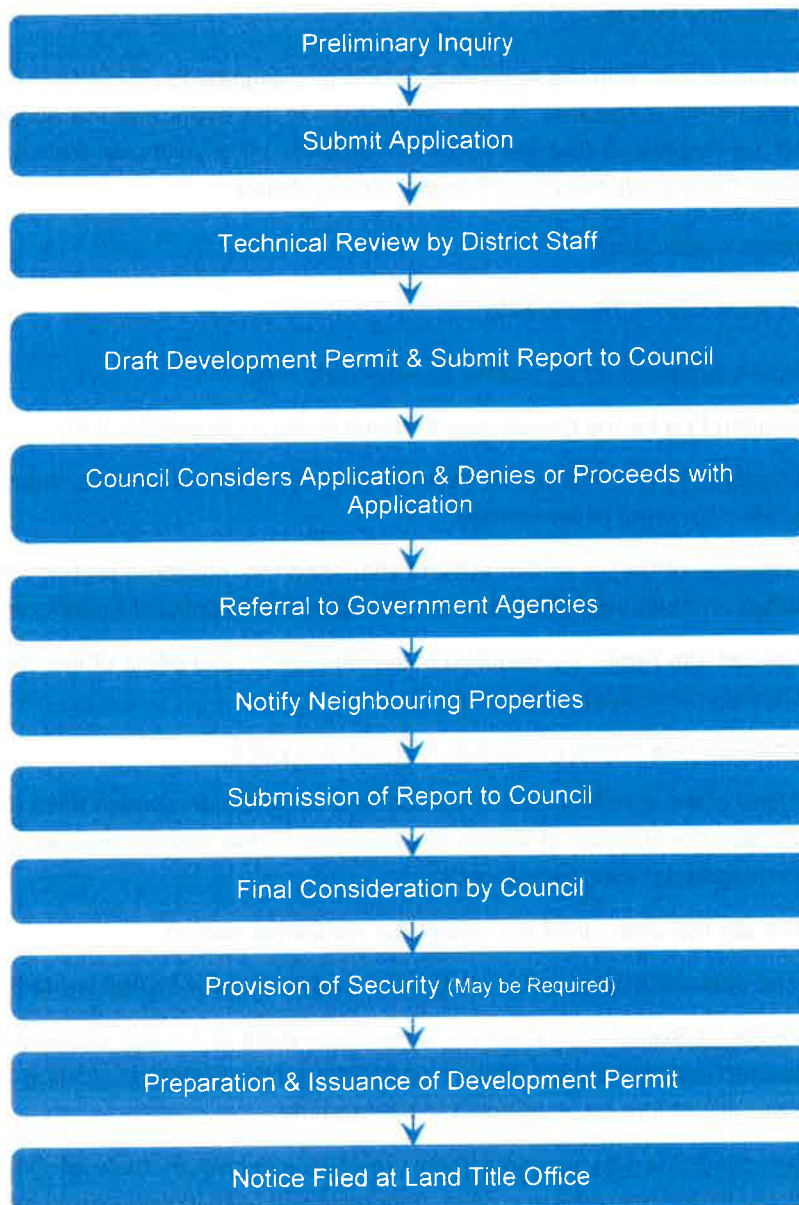 Preliminary Inquiry
Submit Application
Technical Review by District Staff
Draft Development Permit & Submit Report to Council
Council Considers Application & Denies or Proceeds with
Application
Referral to Government Agencies
Notify Neighbouring Properties
Submission of Report to Council
Final Consideration by Council
Provision of Security (May be Required)
Preparation & Issuance of Development Permit
Notice Filed at Land Title Office